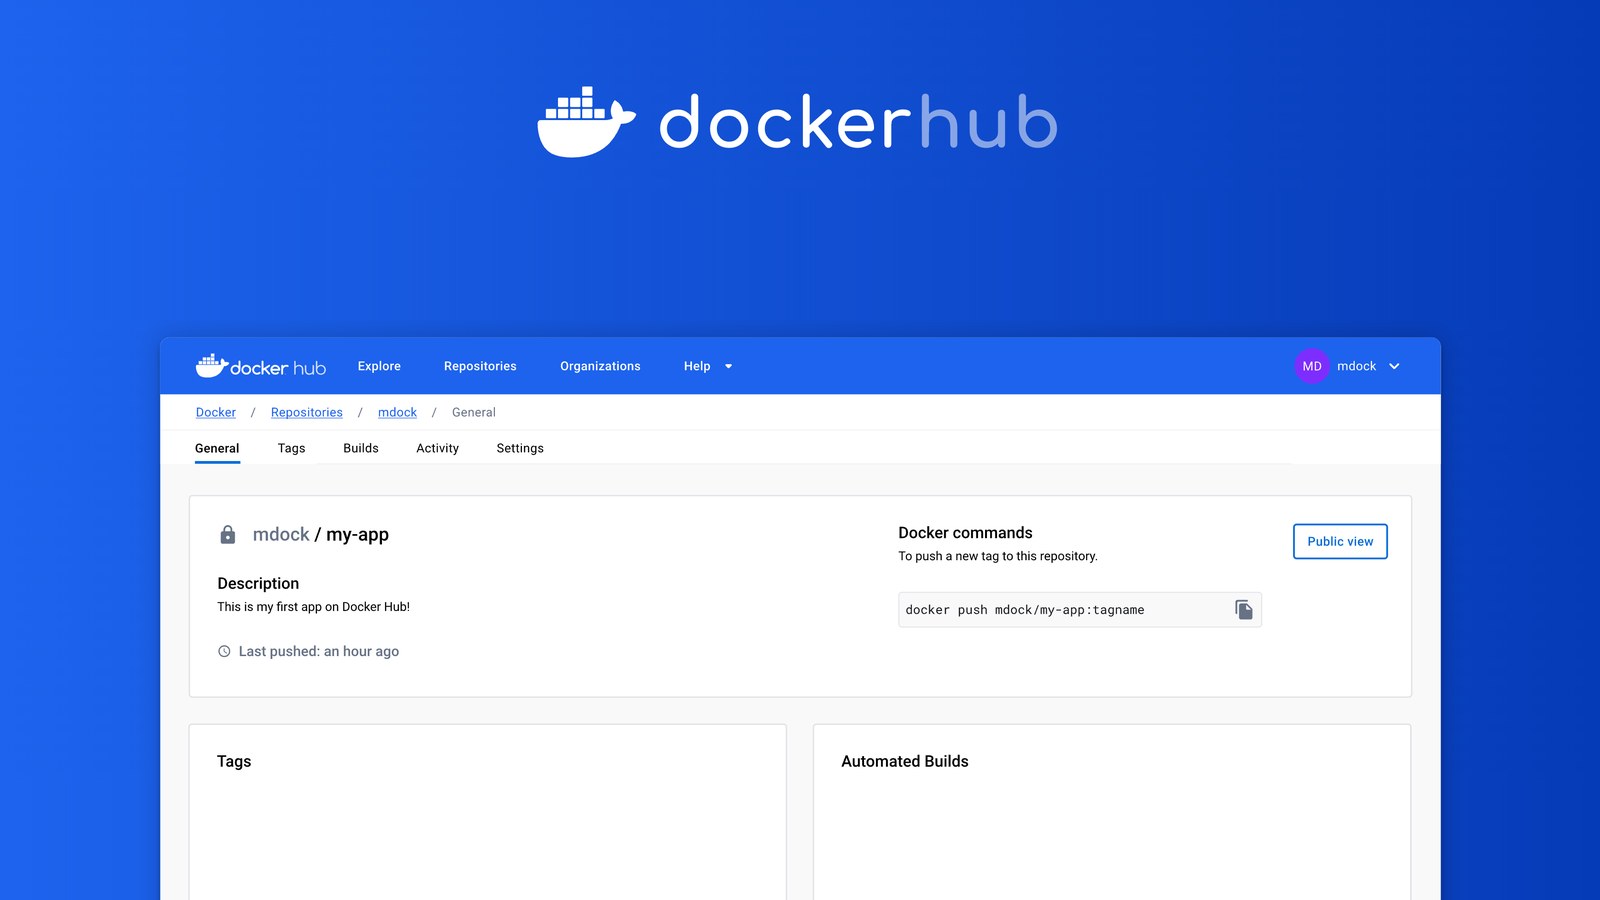 dockerhub
docker hub Explore Repositories Organizations Help MD mdock
Docker / Repositories / mdock / General
General Tags Builds Activity Settings
mdock / my-app
Description
This is my first app on Docker Hub!
Last pushed: an hour ago
Docker commands
To push a new tag to this repository.
docker push mdock/my-app:tagname
Public view
Tags
Automated Builds